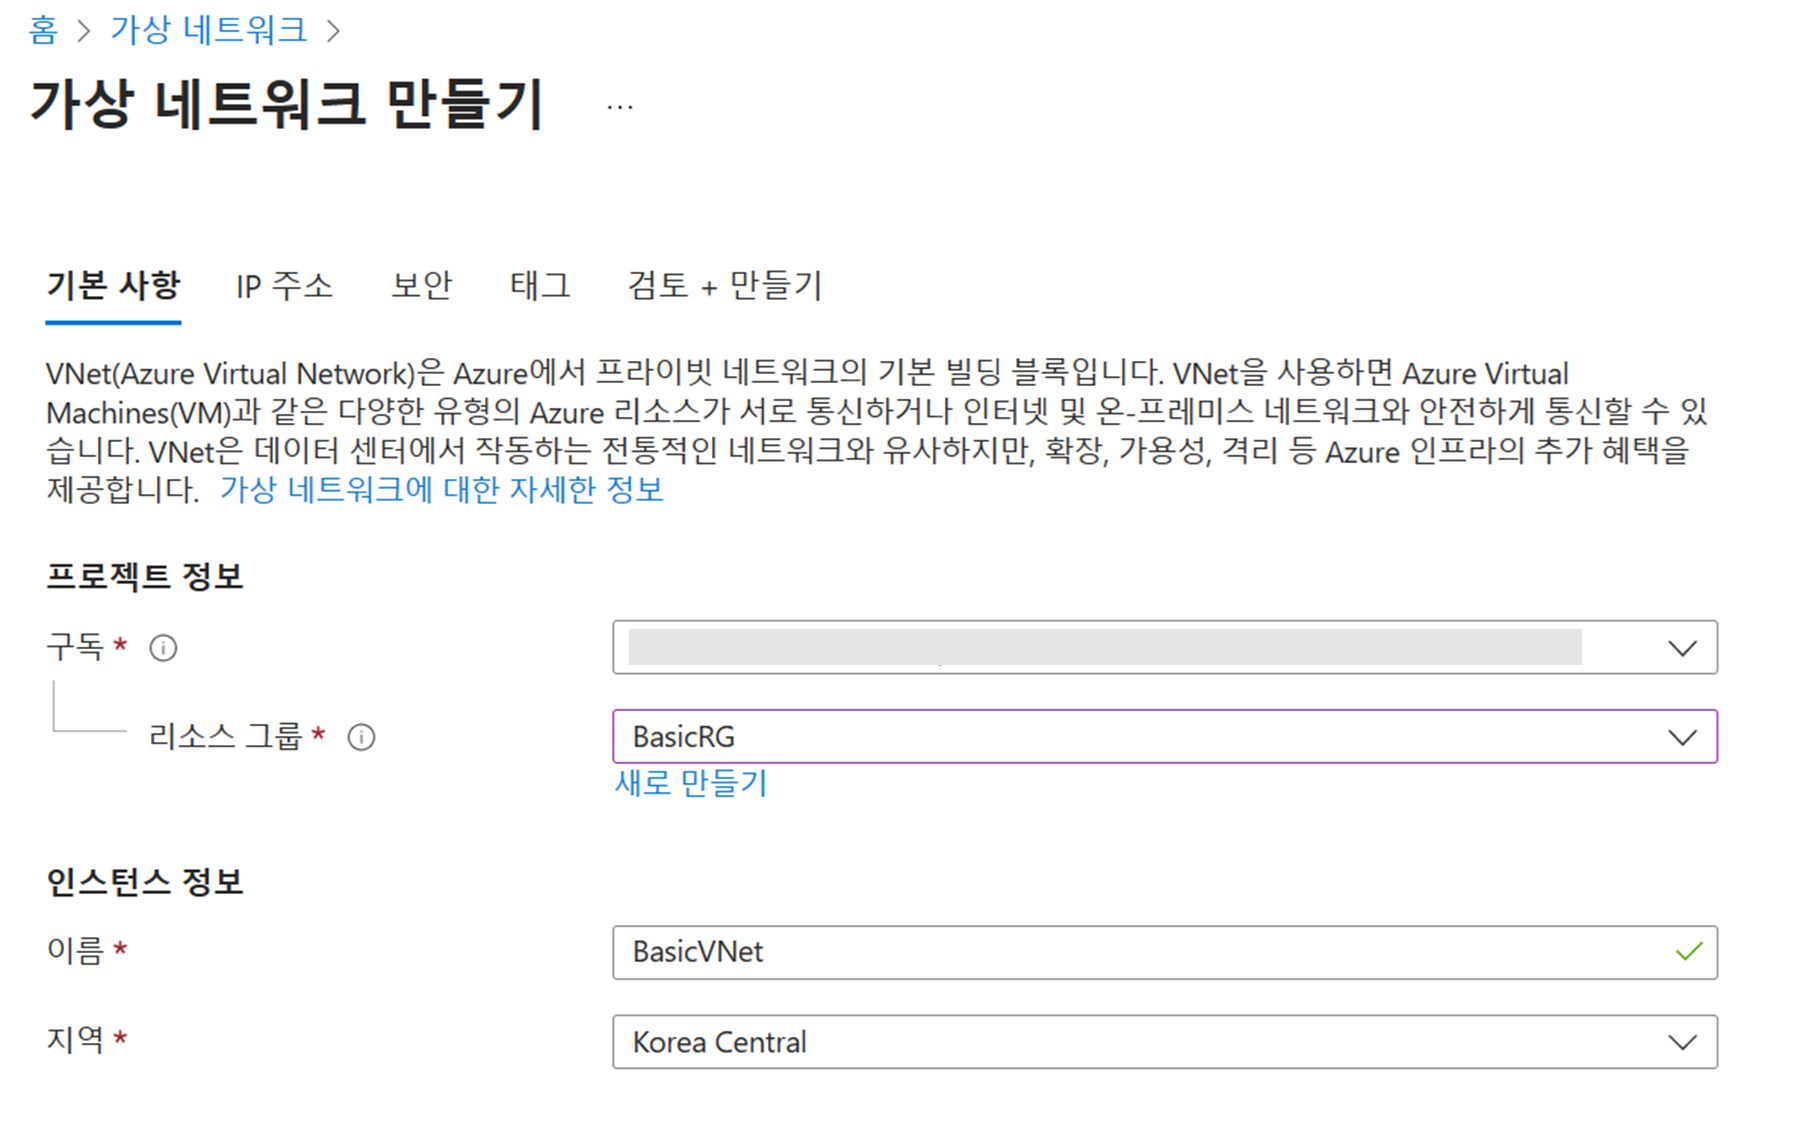 홈 > 가상 네트워크 >
가상 네트워크 만들기 ...
기본 사항 IP 주소 보안 태그 검토 + 만들기
VNet(Azure Virtual Network)은 Azure에서 프라이빗 네트워크의 기본 빌딩 블록입니다. VNet을 사용하면 Azure Virtual
Machines(VM)과 같은 다양한 유형의 Azure 리소스가 서로 통신하거나 인터넷 및 온-프레미스 네트워크와 안전하게 통신할 수 있
습니다. VNet은 데이터 센터에서 작동하는 전통적인 네트워크와 유사하지만, 확장, 가용성, 격리 등 Azure 인프라의 추가 혜택을
제공합니다. 가상 네트워크에 대한 자세한 정보
프로젝트 정보
구독 *
리소스 그룹 * BasicRG
새로 만들기
인스턴스 정보
이름 * BasicVNet
지역 * Korea Central